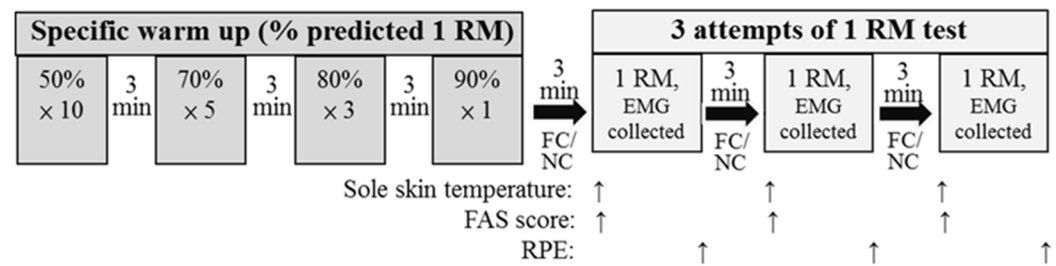 Specific warm up (% predicted 1 RM)
3 attempts of 1 RM test
50%
× 10
3
min
70%
× 5
3
min
80%
× 3
3
min
90%
× 1
3
min
FC/
NC
1 RM,
EMG
collected
3
min
FC/
NC
1 RM,
EMG
collected
3
min
FC/
NC
1 RM,
EMG
collected
Sole skin temperature: ↑ ↑ ↑
FAS score: ↑ ↑ ↑
RPE: ↑ ↑ ↑